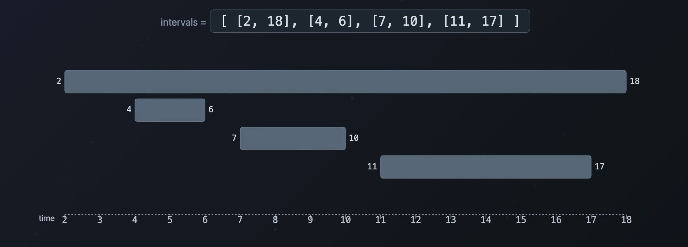 intervals = [ [2, 18], [4, 6], [7, 10], [11, 17] ]
2 18
4 6
7 10
11 17
time 2 3 4 5 6 7 8 9 10 11 12 13 14 15 16 17 18